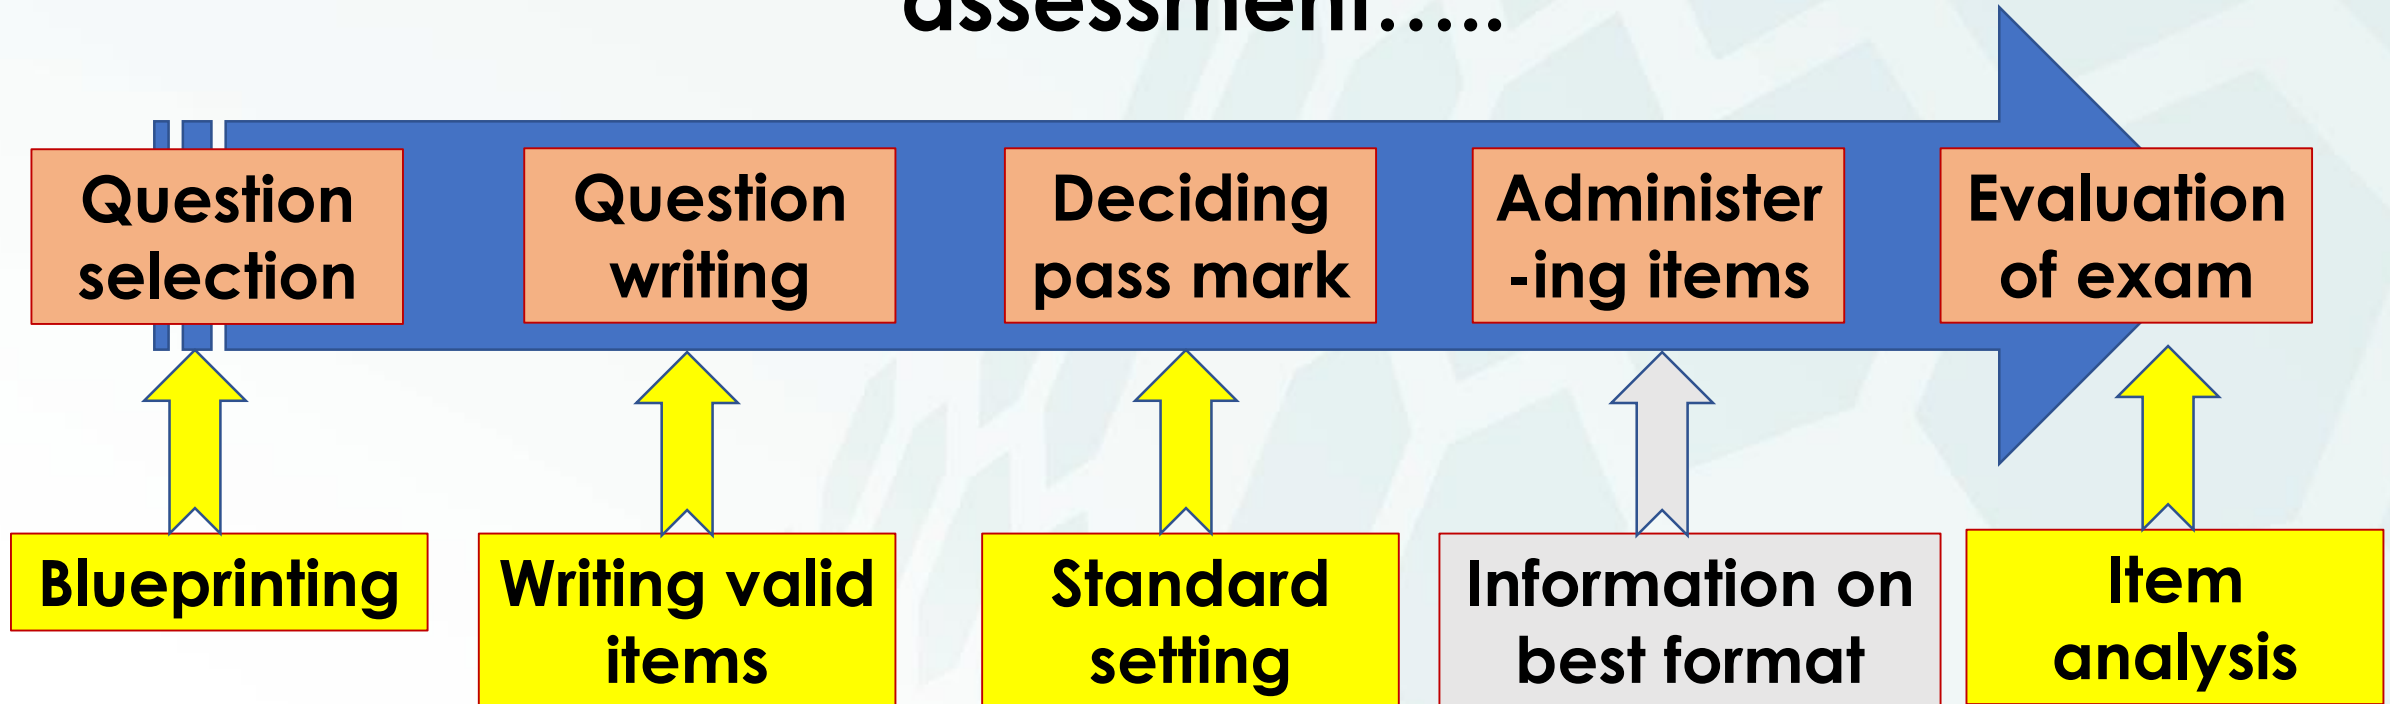 assessment.....
Question
selection
Question
writing
Deciding
pass mark
Administer
-ing items
Evaluation
of exam
Blueprinting
Writing valid
items
Standard
setting
Information on
best format
Item
analysis